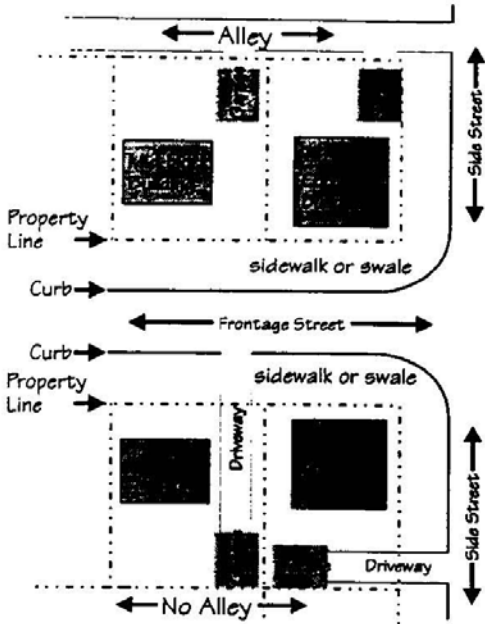 Alley
Side Street
Property
Line
sidewalk or swale
Curb
Frontage Street
Curb
sidewalk or swale
Property
Line
Driveway
Side Street
Driveway
No Alley